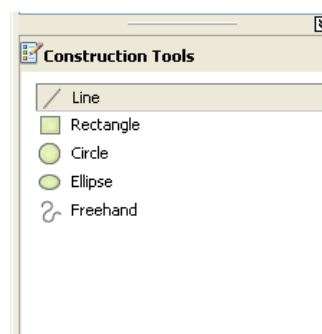 Construction Tools
Line
Rectangle
Circle
Ellipse
Freehand